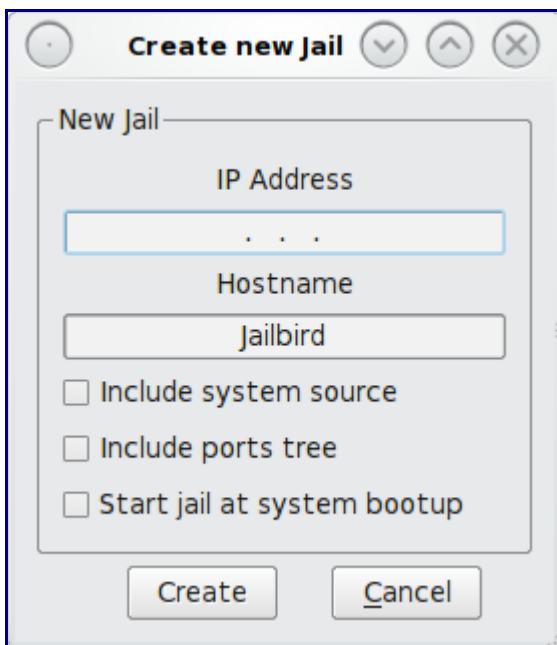 Create new Jail
New Jail
IP Address
. . .
Hostname
Jailbird
Include system source
Include ports tree
Start jail at system bootup
Create Cancel